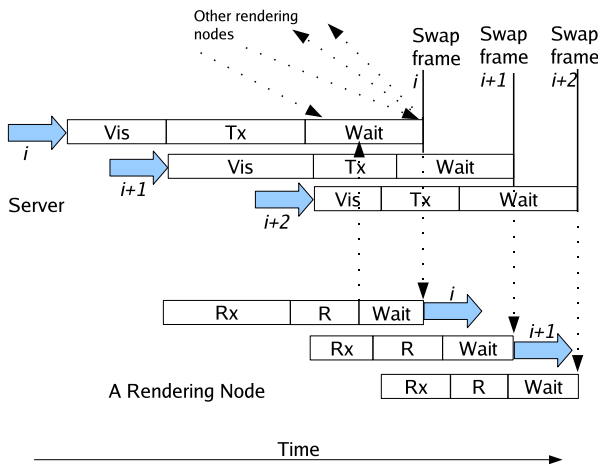 Other rendering
nodes
Swap
frame
i
Swap
frame
i+1
Swap
frame
i+2
i
Vis
Tx
Wait
i+1
Vis
Tx
Wait
i+2
Vis
Tx
Wait
Server
Rx
R
Wait
i
Rx
R
Wait
i+1
Rx
R
Wait
A Rendering Node
Time